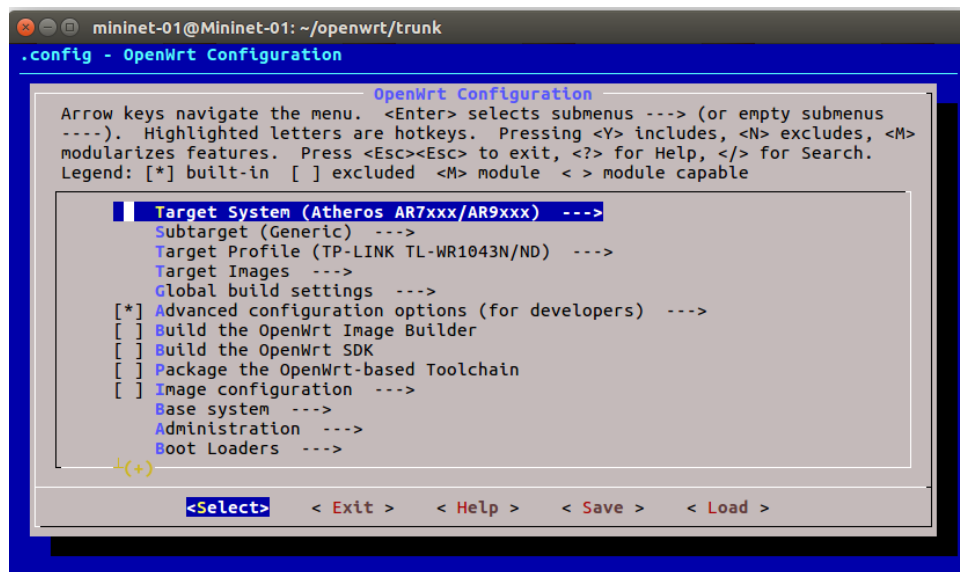 mininet-01@Mininet-01: ~/openwrt/trunk
.config - OpenWrt Configuration
OpenWrt Configuration
Arrow keys navigate the menu.  <Enter> selects submenus ---> (or empty submenus
----).  Highlighted letters are hotkeys.  Pressing <Y> includes, <N> excludes, <M>
modularizes features.  Press <Esc><Esc> to exit, <?> for Help, </> for Search.
Legend: [*] built-in  [ ] excluded  <M> module  < > module capable
Target System (Atheros AR7xxx/AR9xxx)  --->
Subtarget (Generic)  --->
Target Profile (TP-LINK TL-WR1043N/ND)  --->
Target Images  --->
Global build settings  --->
[*] Advanced configuration options (for developers)  --->
[ ] Build the OpenWrt Image Builder
[ ] Build the OpenWrt SDK
[ ] Package the OpenWrt-based Toolchain
[ ] Image configuration  --->
Base system  --->
Administration  --->
Boot Loaders  --->
┴(+)
<Select>    < Exit >    < Help >    < Save >    < Load >